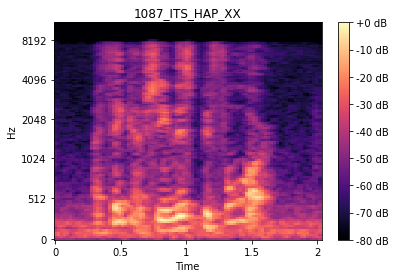 1087_ITS_HAP_XX
+0 dB
8192
-10 dB
4096
-20 dB
-30 dB
2048
Hz
-40 dB
1024
-50 dB
-60 dB
512
-70 dB
0
-80 dB
0
0.5
1
1.5
2
Time